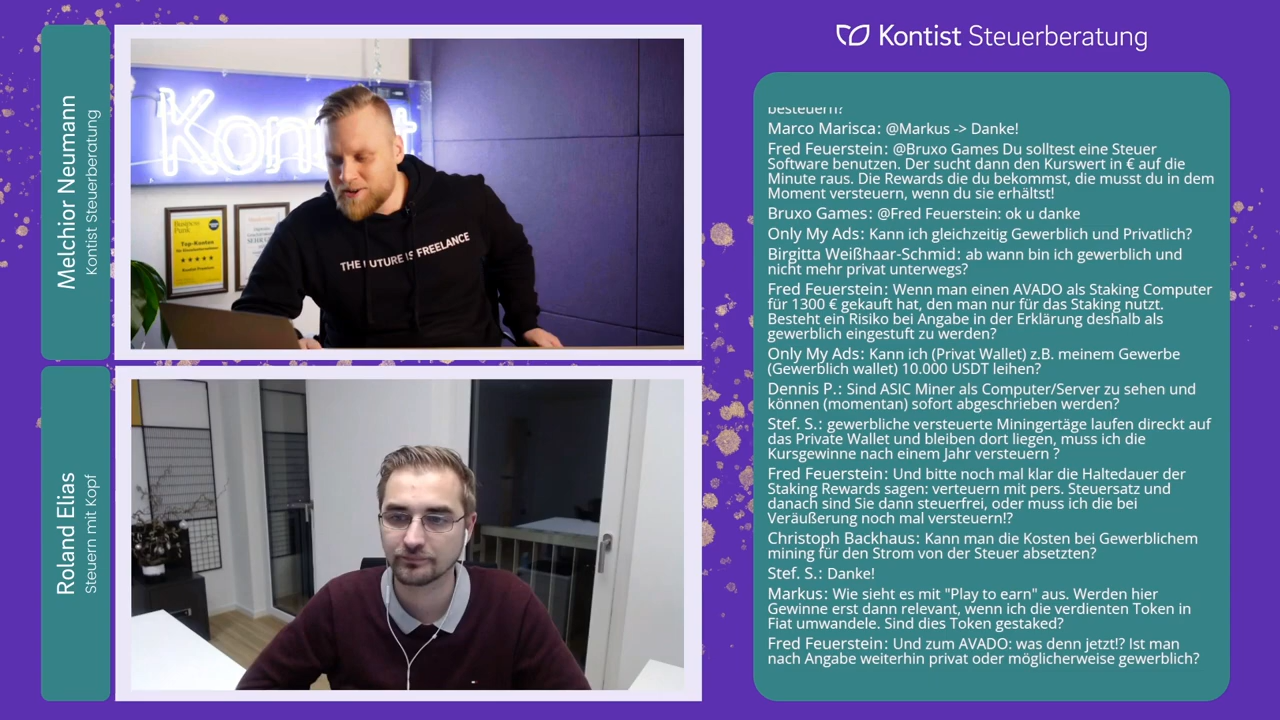 Melchior Neumann
Kontist Steuerberatung
Kontist
THE FUTURE IS FREELANCE
Business
Punk
Top-Konten
Roland Elias
Steuern mit Kopf
Kontist Steuerberatung
besteuern?
Marco Marisca: @Markus -> Danke!
Fred Feuerstein: @Bruxo Games Du solltest eine Steuer
Software benutzen. Der sucht dann den Kurswert in € auf die
Minute raus. Die Rewards die du bekommst, die musst du in dem
Moment versteuern, wenn du sie erhältst!
Bruxo Games: @Fred Feuerstein: ok u danke
Only My Ads: Kann ich gleichzeitig Gewerblich und Privatlich?
Birgitta Weißhaar-Schmid: ab wann bin ich gewerblich und
nicht mehr privat unterwegs?
Fred Feuerstein: Wenn man einen AVADO als Staking Computer
für 1300 € gekauft hat, den man nur für das Staking nutzt.
Besteht ein Risiko bei Angabe in der Erklärung deshalb als
gewerblich eingestuft zu werden?
Only My Ads: Kann ich (Privat Wallet) z.B. meinem Gewerbe
(Gewerblich wallet) 10.000 USDT leihen?
Dennis P.: Sind ASIC Miner als Computer/Server zu sehen und
können (momentan) sofort abgeschrieben werden?
Stef. S.: gewerbliche versteuerte Miningertäge laufen direckt auf
das Private Wallet und bleiben dort liegen, muss ich die
Kursgewinne nach einem Jahr versteuern ?
Fred Feuerstein: Und bitte noch mal klar die Haltedauer der
Staking Rewards sagen: verteuern mit pers. Steuersatz und
danach sind Sie dann steuerfrei, oder muss ich die bei
Veräußerung noch mal versteuern!?
Christoph Backhaus: Kann man die Kosten bei Gewerblichem
mining für den Strom von der Steuer absetzten?
Stef. S.: Danke!
Markus: Wie sieht es mit "Play to earn" aus. Werden hier
Gewinne erst dann relevant, wenn ich die verdienten Token in
Fiat umwandele. Sind dies Token gestaked?
Fred Feuerstein: Und zum AVADO: was denn jetzt!? Ist man
nach Angabe weiterhin privat oder möglicherweise gewerblich?